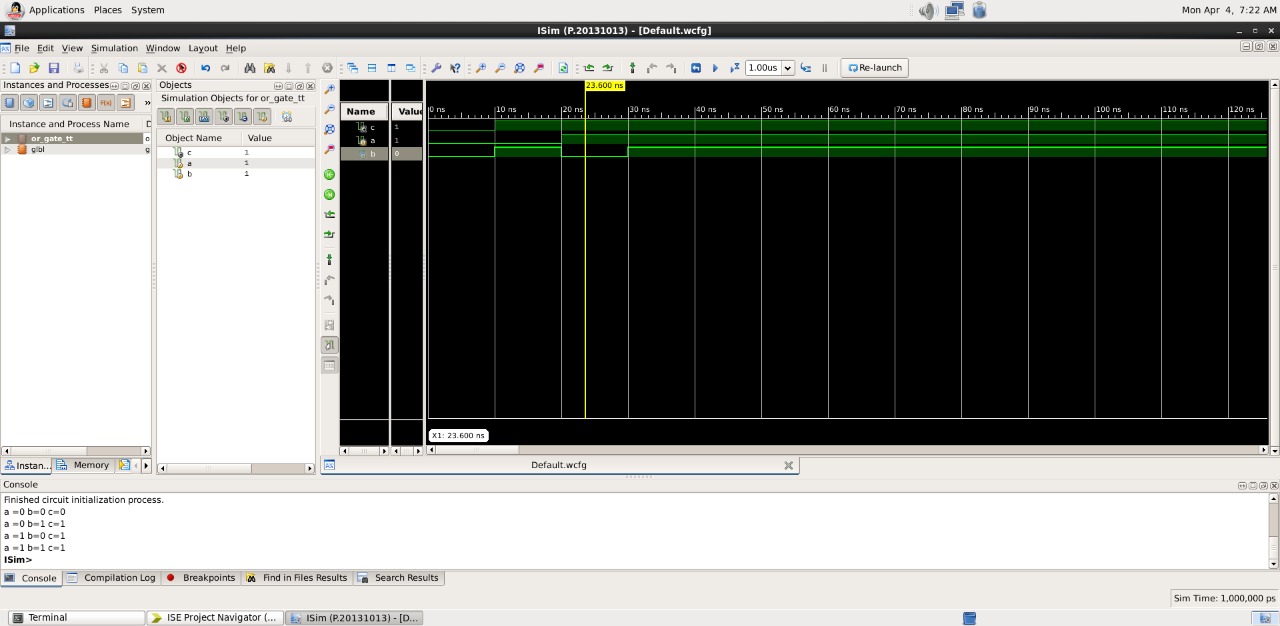 Applications Places System Mon Apr 4, 7:22 AM
ISim (P.20131013) - [Default.wcfg]
File Edit View Simulation Window Layout Help
1.00us Re-launch
Instances and Processes
Instance and Process Name D
or_gate_tt o
glbl g
Instan... Memory
Objects
Simulation Objects for or_gate_tt
Object Name Value
c 1
a 1
b 1
23.600 ns
Name Valu
0 ns 10 ns 20 ns 30 ns 40 ns 50 ns 60 ns 70 ns 80 ns 90 ns 100 ns 110 ns 120 ns
c 1
a 1
b 0
X1: 23.600 ns
Default.wcfg
Console
Finished circuit initialization process.
a =0 b=0 c=0
a =0 b=1 c=1
a =1 b=0 c=1
a =1 b=1 c=1
ISim>
Console Compilation Log Breakpoints Find in Files Results Search Results
Sim Time: 1,000,000 ps
Terminal ISE Project Navigator (... ISim (P.20131013) - [D...